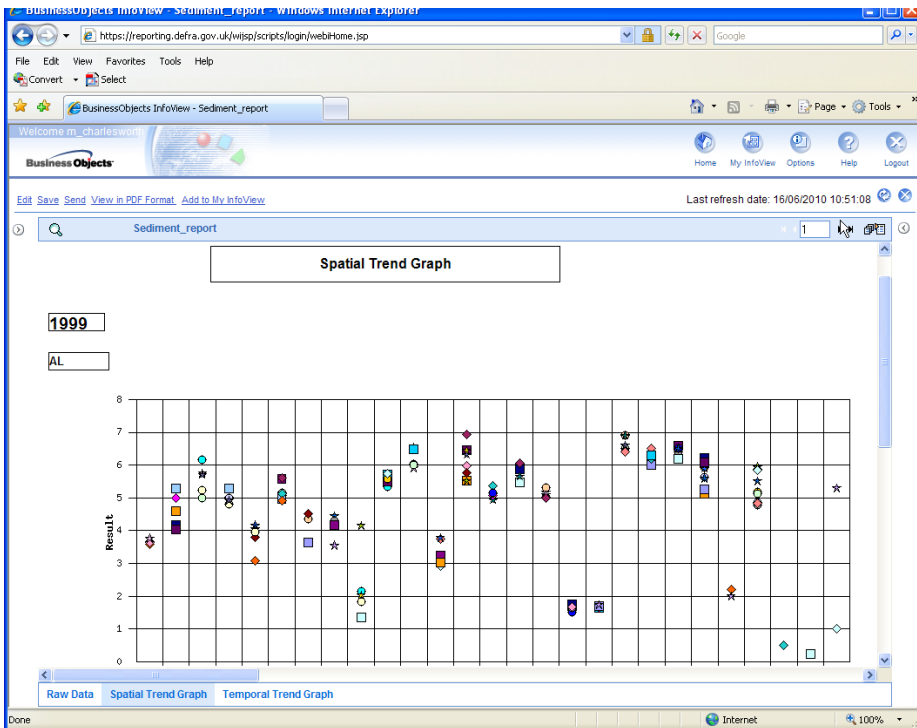 BusinessObjects InfoView - Sediment_report - Windows Internet Explorer
https://reporting.defra.gov.uk/wijsp/scripts/login/webiHome.jsp
Google
File Edit View Favorites Tools Help
Convert Select
BusinessObjects InfoView - Sediment_report
Page Tools
Welcome m_charlesworth
Business Objects
Home My InfoView Options Help Logout
Edit Save Send View in PDF Format Add to My InfoView
Last refresh date: 16/06/2010 10:51:08
Sediment_report
1
Spatial Trend Graph
1999
AL
8
7
6
5
4
3
2
1
0
Result
Raw Data Spatial Trend Graph Temporal Trend Graph
Done
Internet
100%